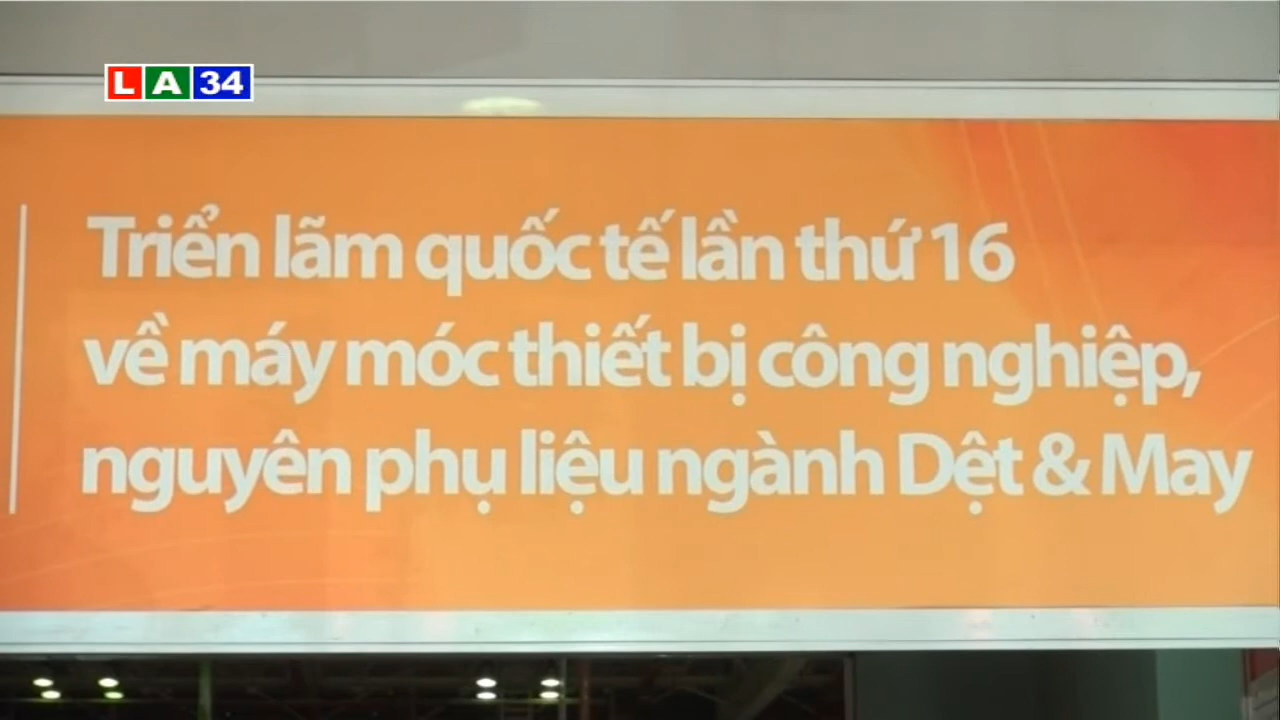 LA34
Triển lãm quốc tế lần thứ 16
về máy móc thiết bị công nghiệp,
nguyên phụ liệu ngành Dệt & May